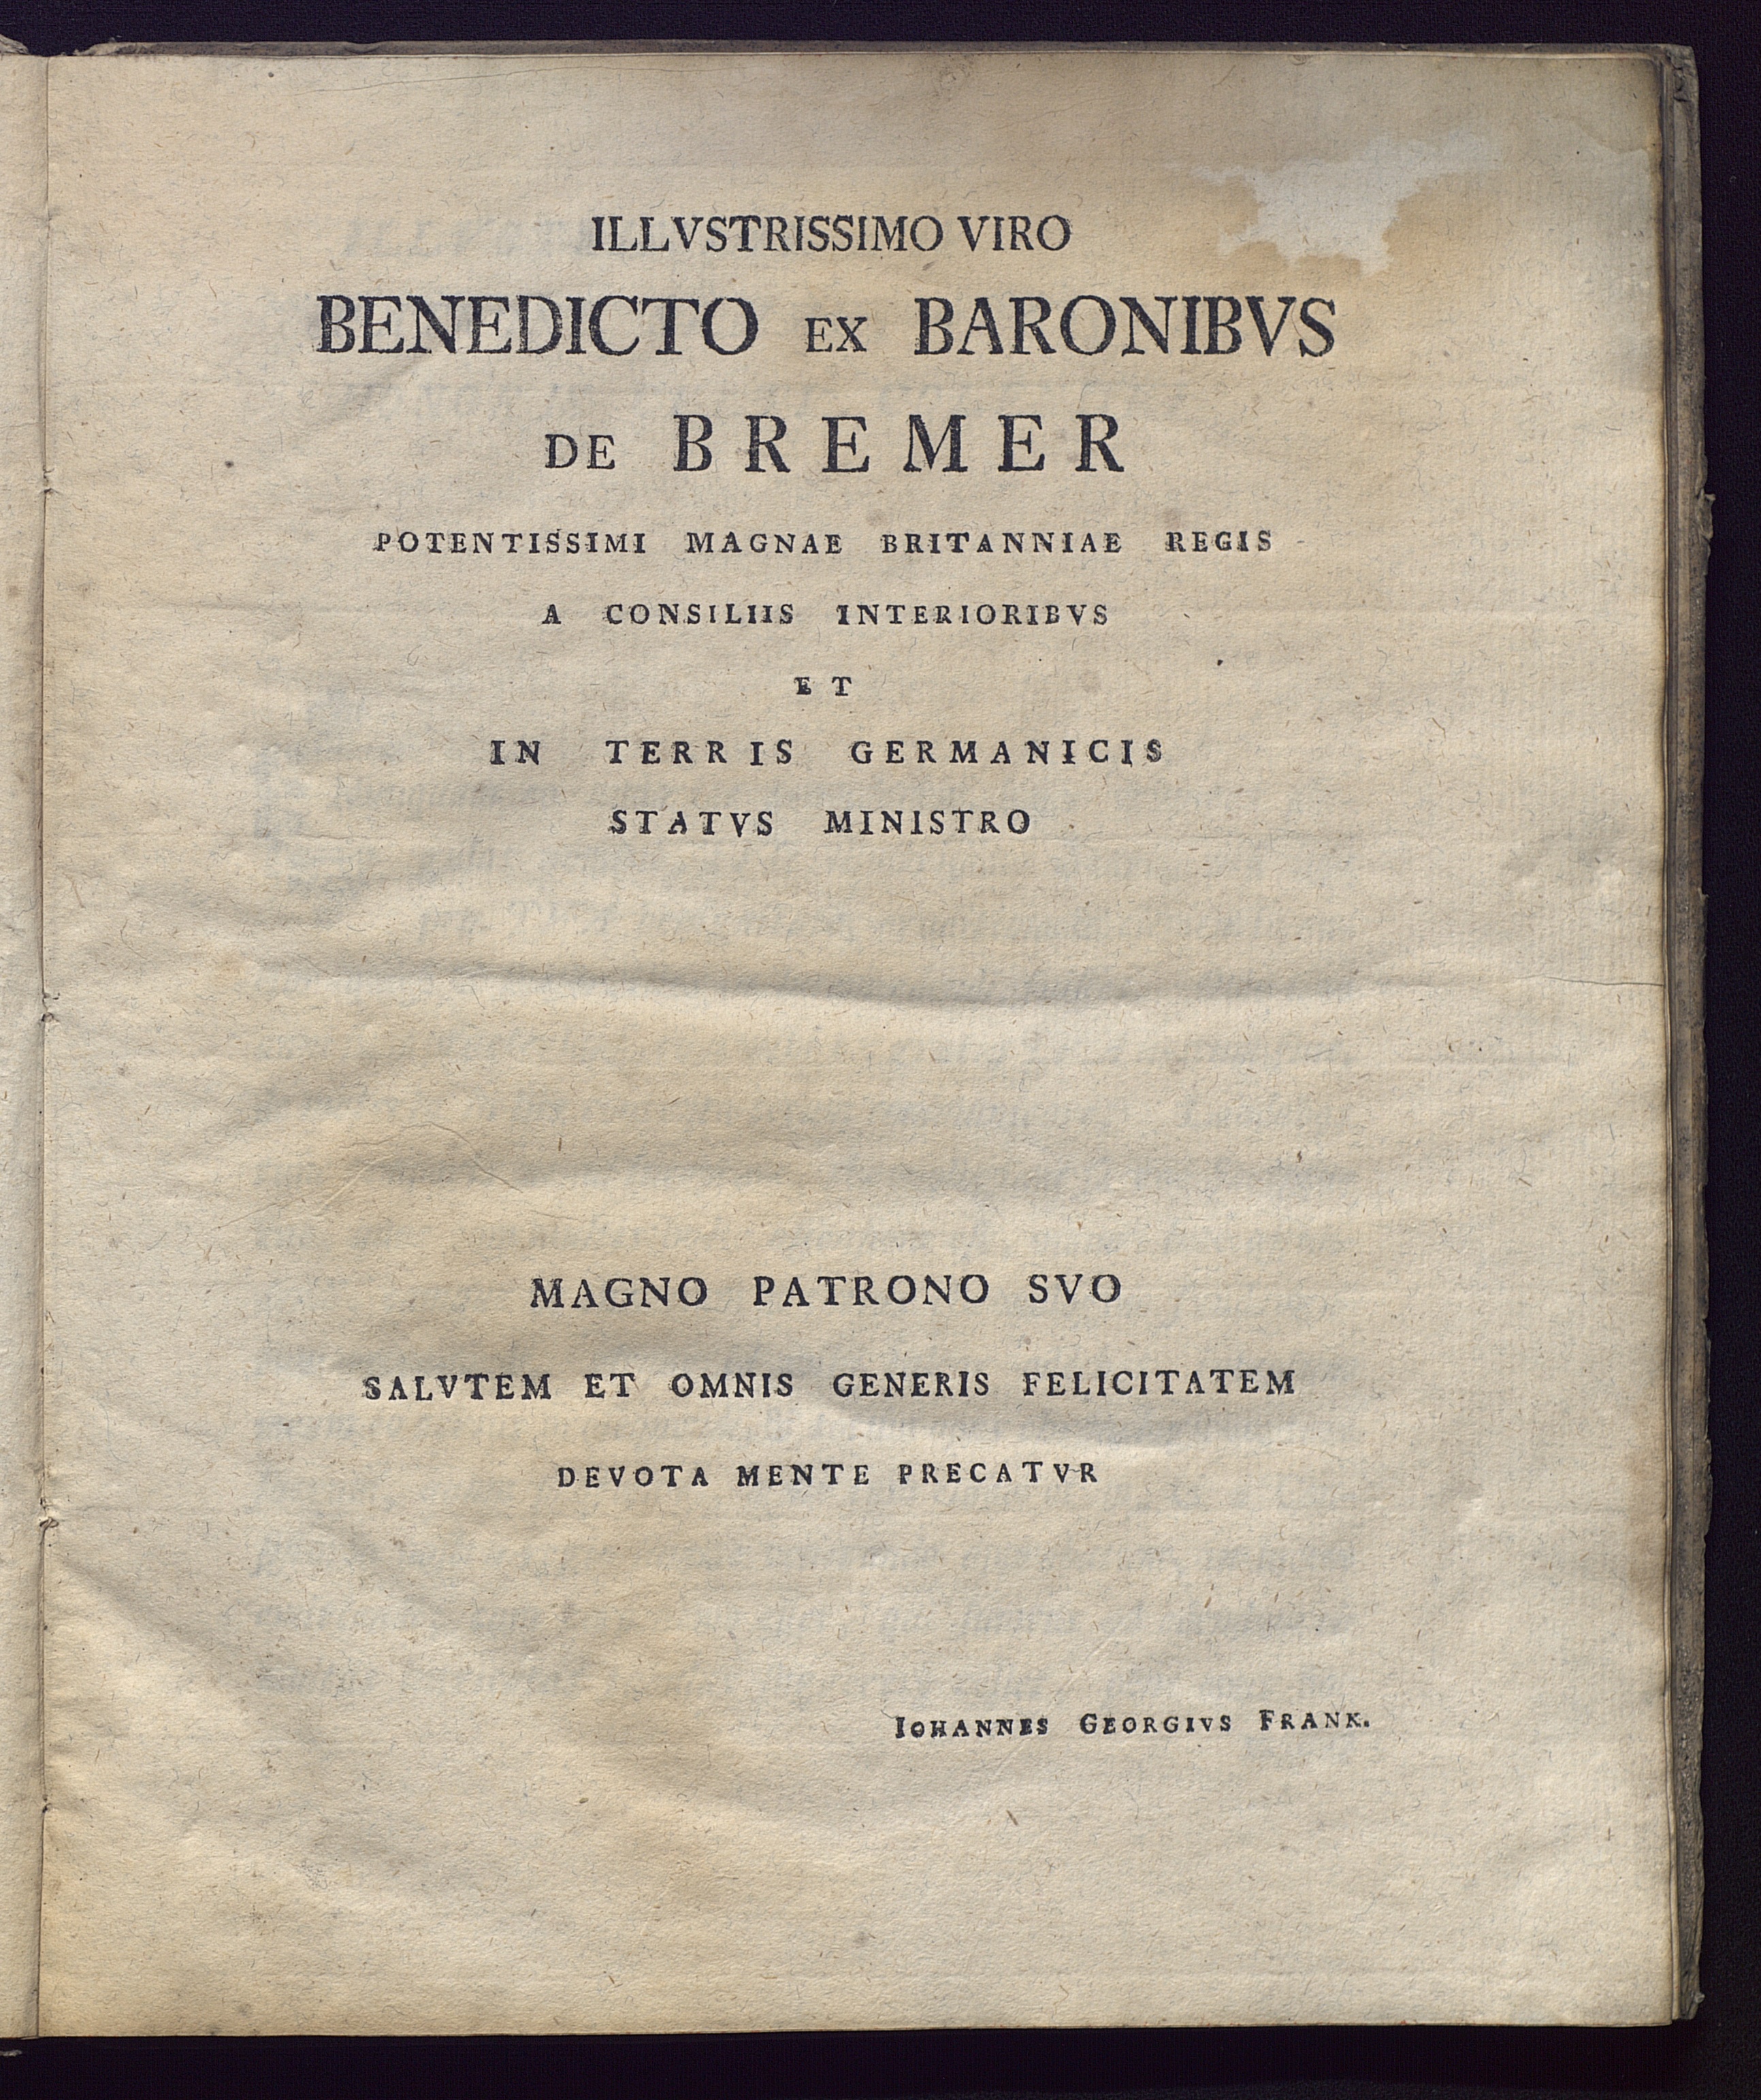 ILLVSTRISSIMO VIRO
BENEDICTO EX BARONIBVS
DE BREMER
POTENTISSIMI MAGNAE BRITANNIAE REGIS
A CONSILIIS INTERIORIBVS
ET
IN TERRIS GERMANICIS
STATVS MINISTRO
MAGNO PATRONO SVO
SALVTEM ET OMNIS GENERIS FELICITATEM
DEVOTA MENTE PRECATVR
IOHANNES GEORGIVS FRANK.